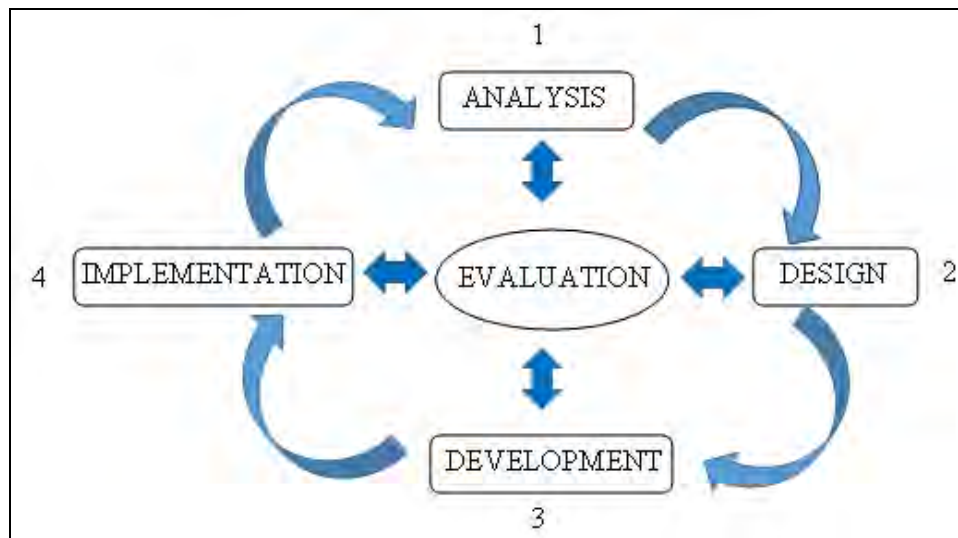 1
ANALYSIS
4
IMPLEMENTATION
EVALUATION
DESIGN
2
DEVELOPMENT
3